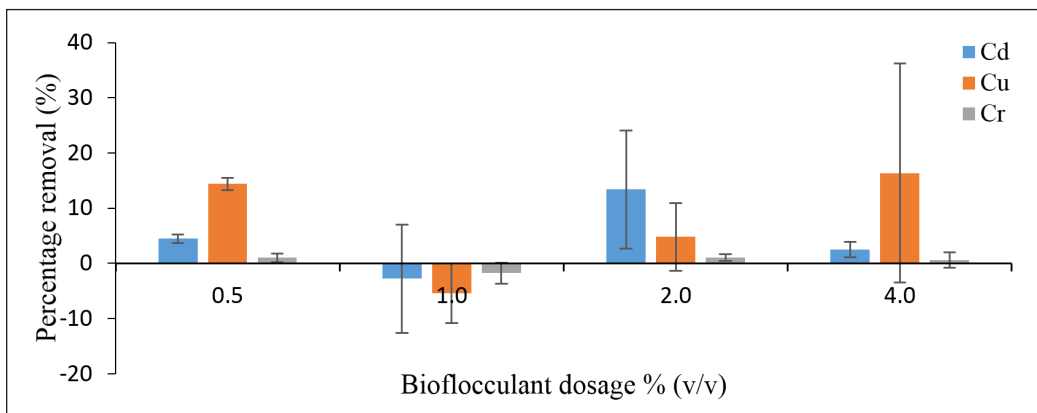 Percentage removal (%)
40
30
20
10
0
-10
-20
Cd
Cu
Cr
0.5
1.0
2.0
4.0
Bioflocculant dosage % (v/v)